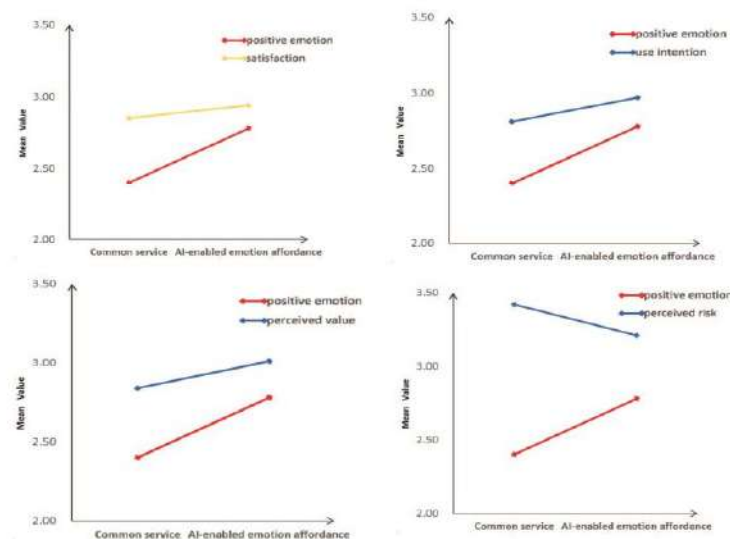 3.50
positive emotion
satisfaction
3.00
Mean Value
2.50
2.00
Common service AI-enabled emotion affordance
3.50
positive emotion
use intention
3.00
Mean Value
2.50
2.00
Common service AI-enabled emotion affordance
3.50
positive emotion
perceived value
3.00
Mean Value
2.50
2.00
Common service AI-enabled emotion affordance
3.50
positive emotion
perceived risk
3.00
Mean Value
2.50
2.00
Common service AI-enabled emotion affordance